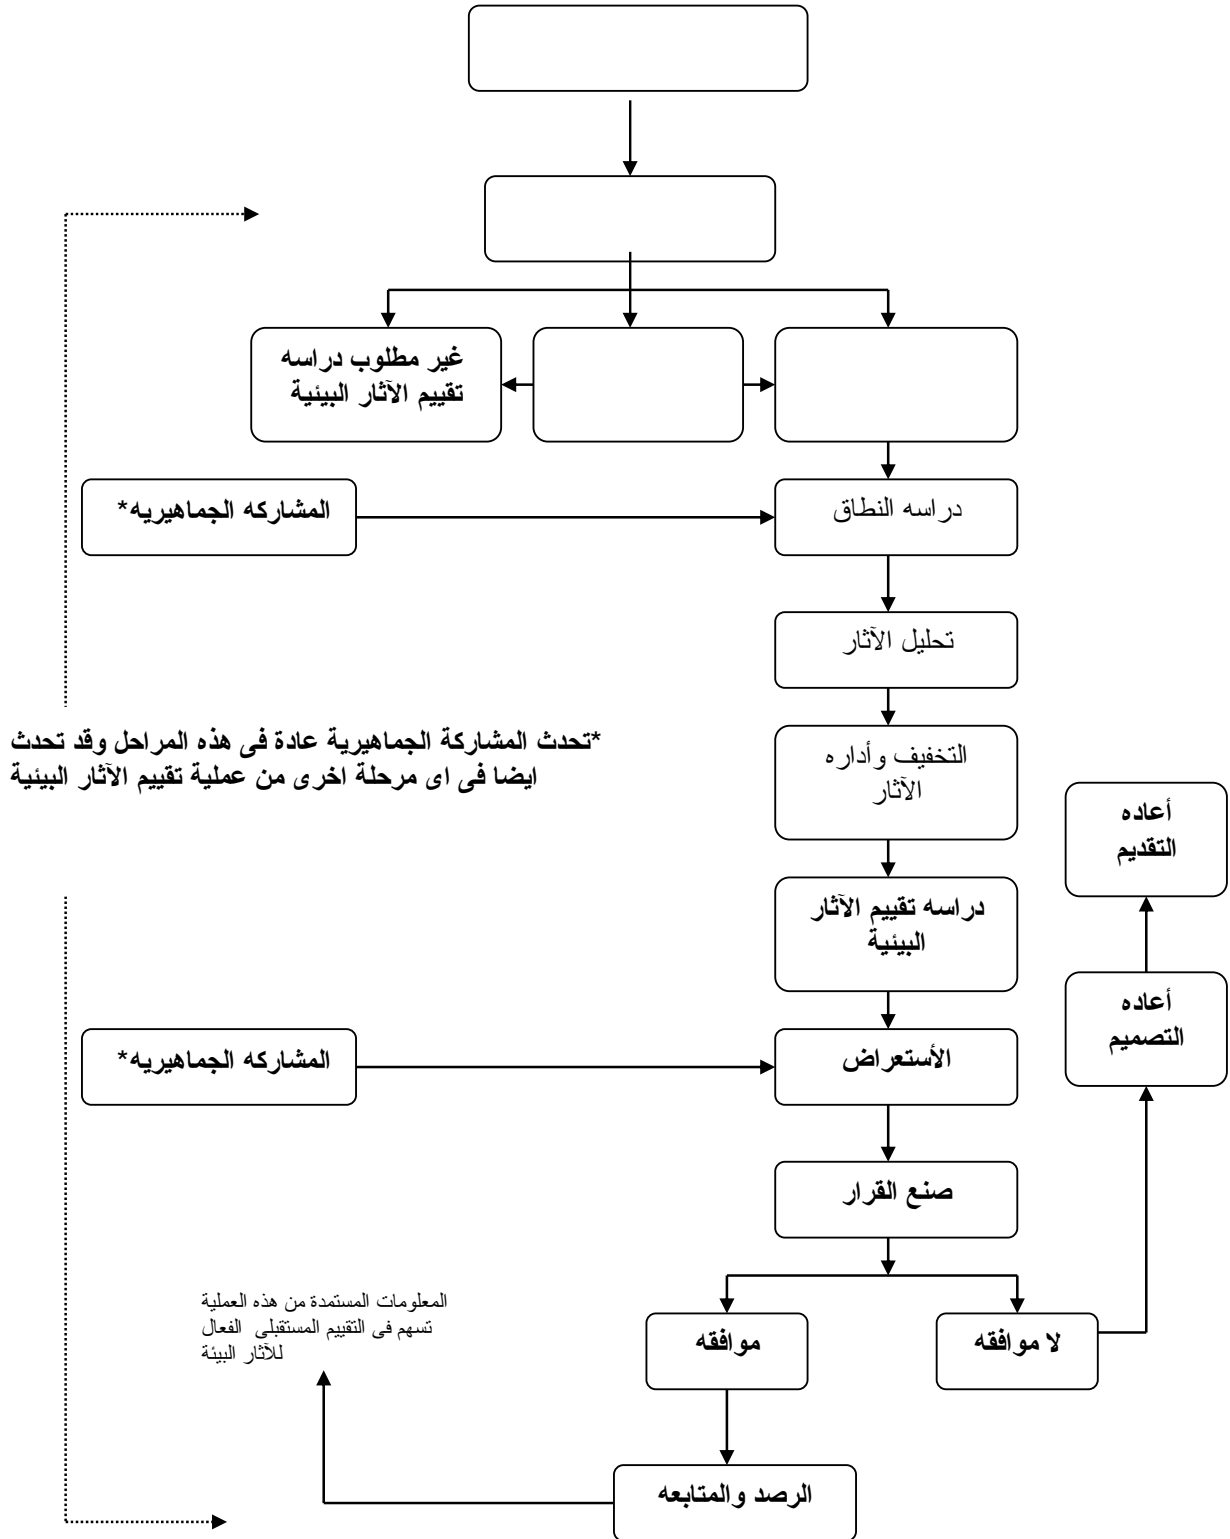 غير مطلوب دراسه
تقييم الآثار البيئية
المشاركه الجماهيريه*
دراسه النطاق
تحليل الآثار
*تحدث المشاركة الجماهيرية عادة فى هذه المراحل وقد تحدث
ايضا فى اى مرحلة اخرى من عملية تقييم الآثار البيئية
التخفيف وأداره
الآثار
أعاده
التقديم
دراسه تقييم الآثار
البيئية
أعاده
التصميم
المشاركه الجماهيريه*
الأستعراض
صنع القرار
المعلومات المستمدة من هذه العملية
تسهم فى التقييم المستقبلى الفعال
للآثار البيئة
موافقه
لا موافقه
الرصد والمتابعه